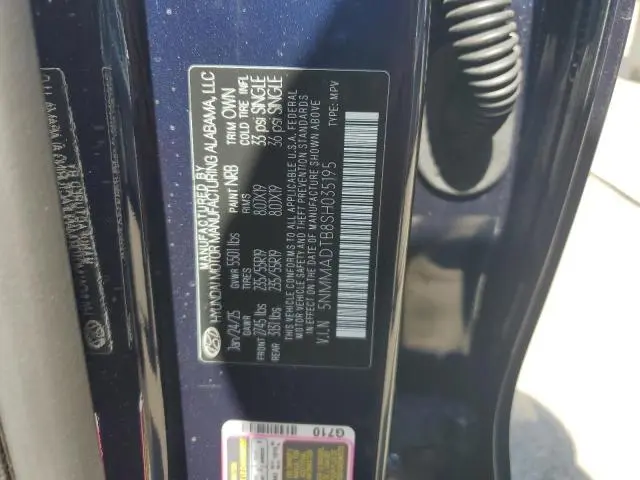 MANUFACTURED BY
HYUNDAI MOTOR MANUFACTURING ALABAMA, LLC
Jan/24/25 GVWR 5501 lbs PAINT NRB TRIM OWN
GAWR TIRES RIMS COLD TIRE INFL
FRONT 2745 lbs 235/55R19 8.0JX19 33 psi SINGLE
REAR 3131 lbs 235/55R19 8.0JX19 36 psi SINGLE
THIS VEHICLE CONFORMS TO ALL APPLICABLE U.S.A. FEDERAL
MOTOR VEHICLE SAFETY AND THEFT PREVENTION STANDARDS
IN EFFECT ON THE DATE OF MANUFACTURE SHOWN ABOVE
V.I.N 5NMMADTB8SH035195 TYPE: MPV
G710